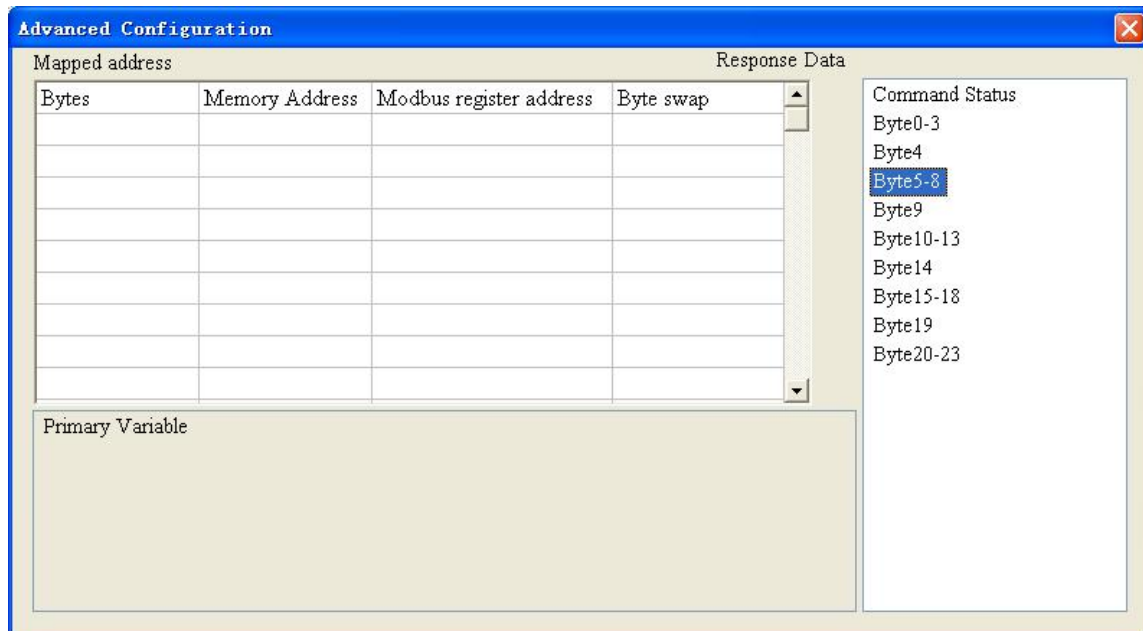 Advanced Configuration
Mapped address
Response Data
Bytes Memory Address Modbus register address Byte swap
Command Status
Byte0-3
Byte4
Byte5-8
Byte9
Byte10-13
Byte14
Byte15-18
Byte19
Byte20-23
Primary Variable